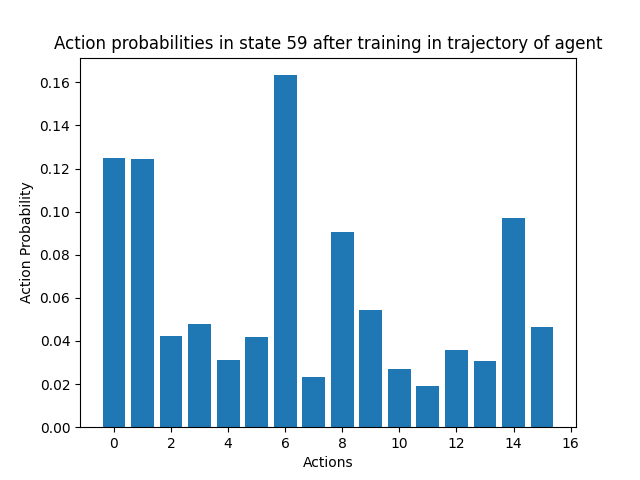 Action probabilities in state 59 after training in trajectory of agent
0.16
0.14
0.12
0.10
0.08
0.06
0.04
0.02
0.00
Action Probability
0 2 4 6 8 10 12 14 16
Actions